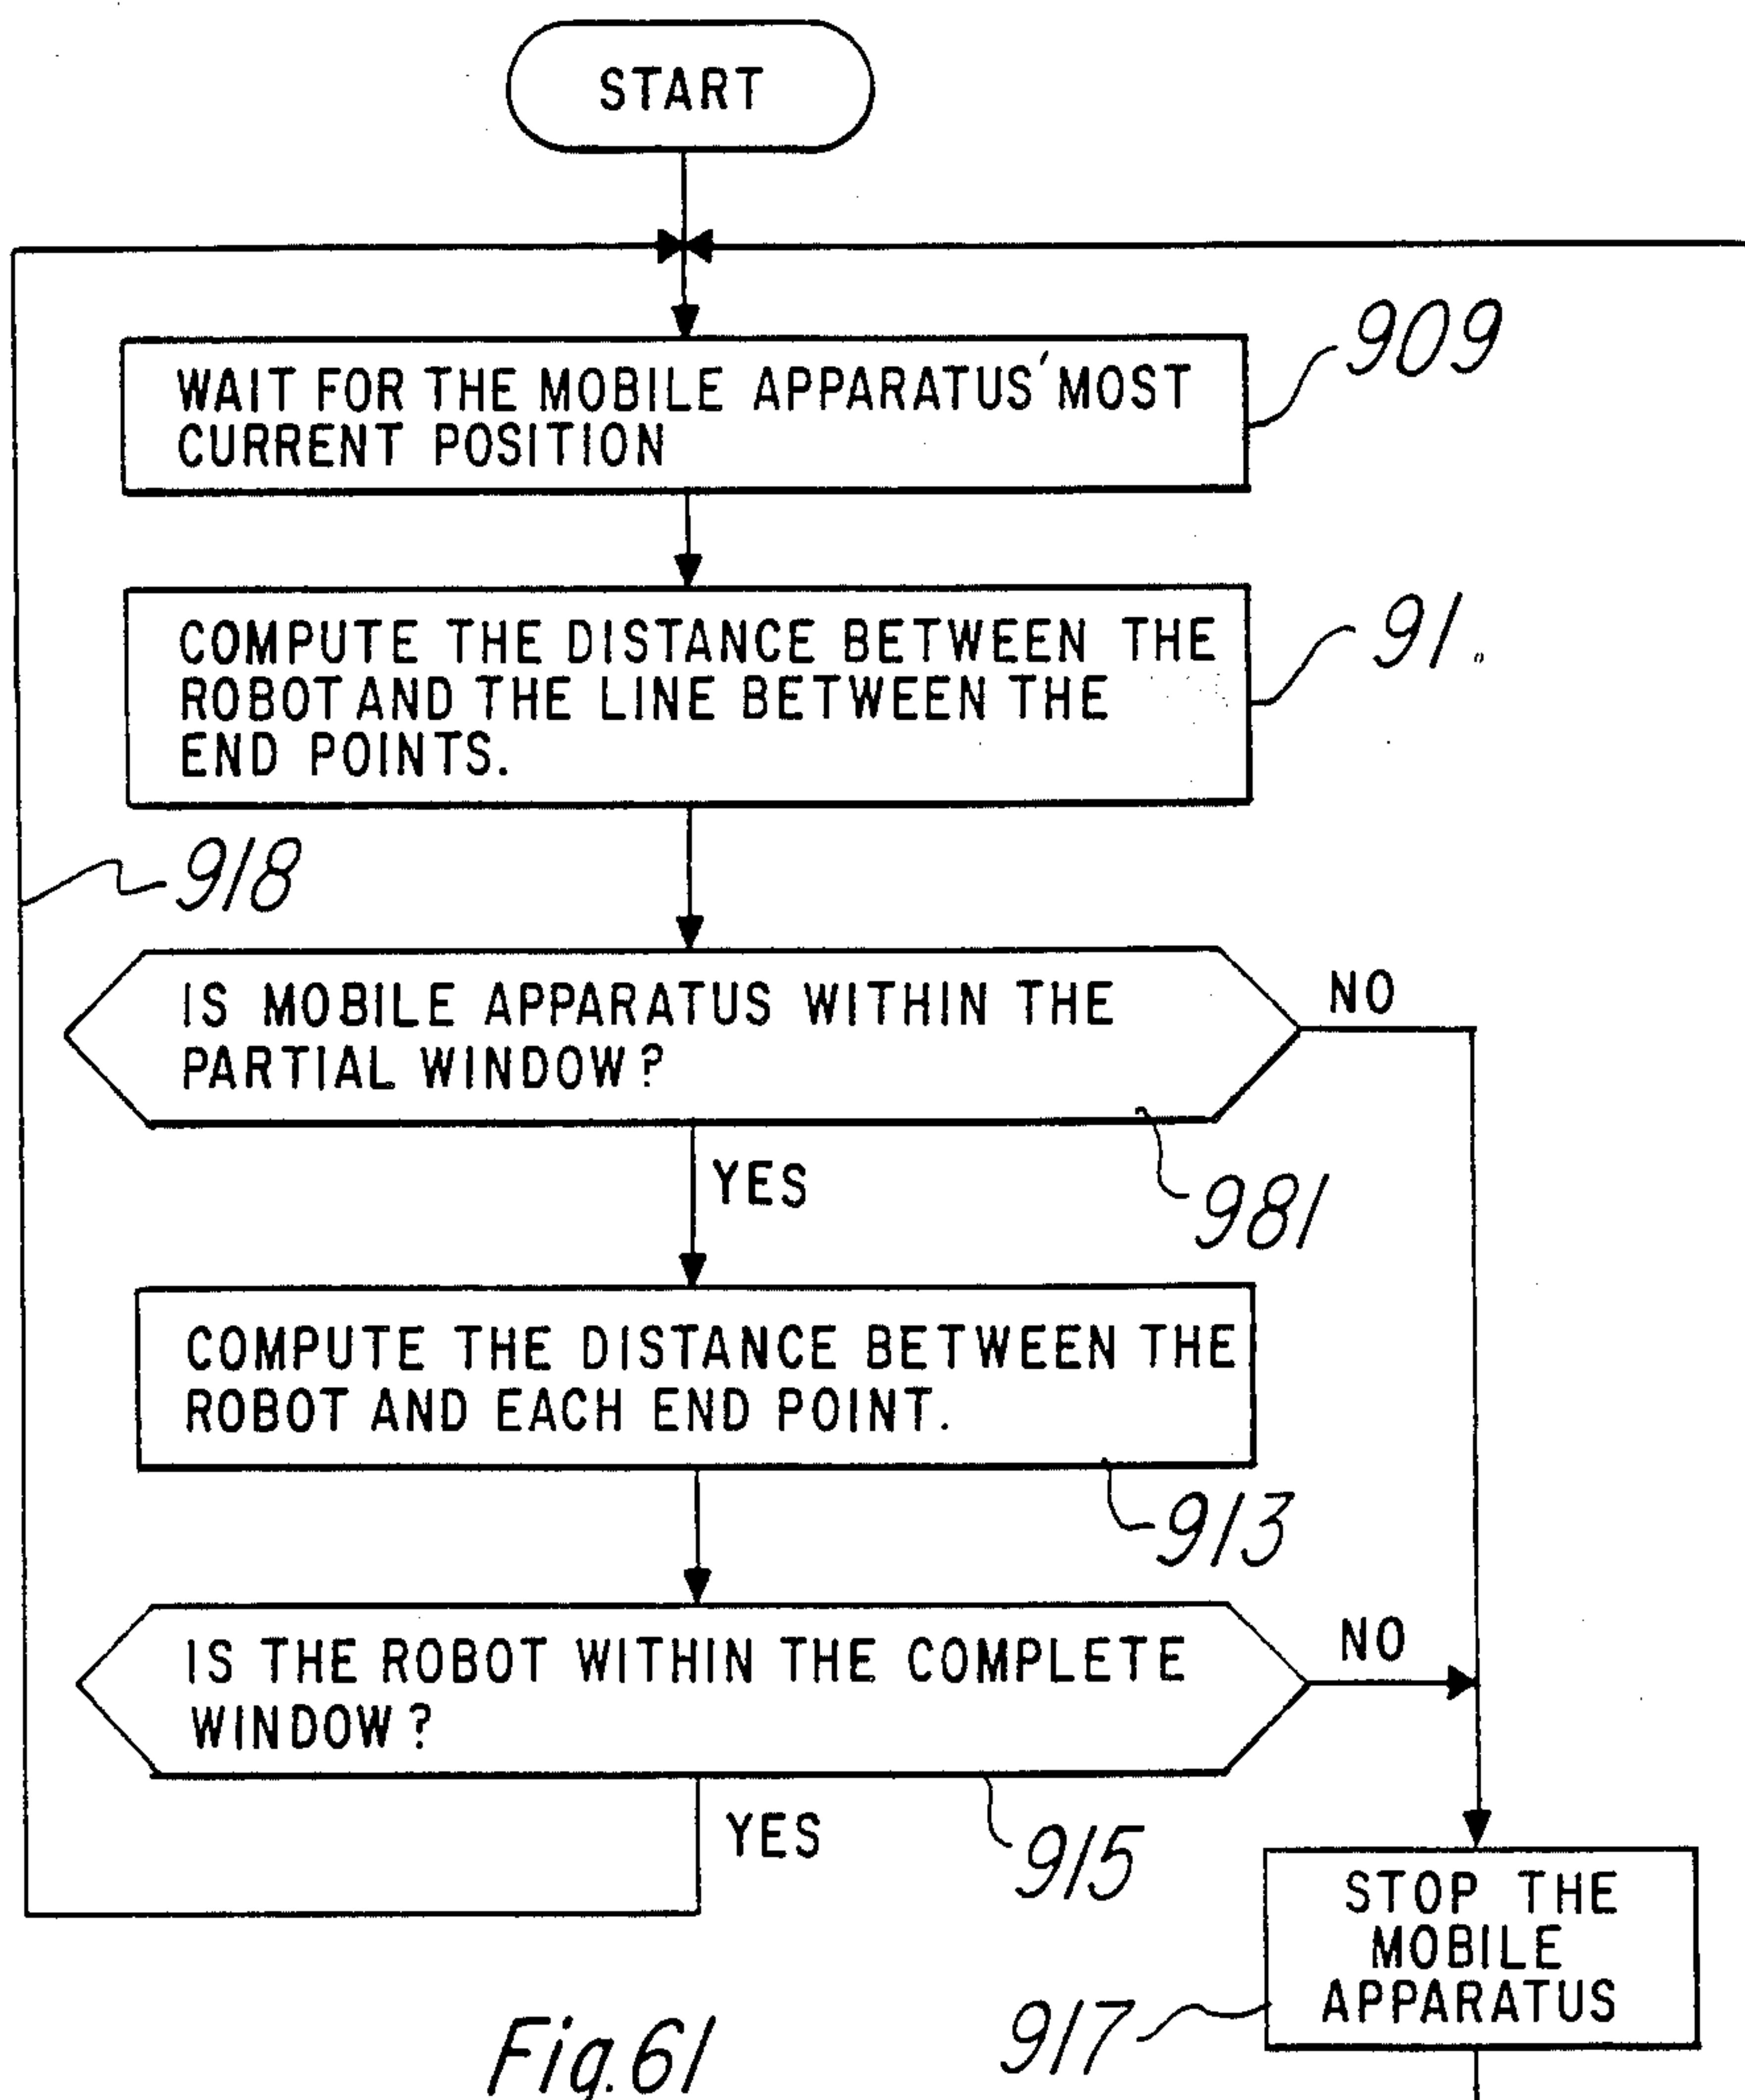 START
909
WAIT FOR THE MOBILE APPARATUS' MOST
CURRENT POSITION
91.
COMPUTE THE DISTANCE BETWEEN THE
ROBOT AND THE LINE BETWEEN THE
END POINTS.
918
IS MOBILE APPARATUS WITHIN THE
PARTIAL WINDOW?
NO
981
YES
COMPUTE THE DISTANCE BETWEEN THE
ROBOT AND EACH END POINT.
913
IS THE ROBOT WITHIN THE COMPLETE
WINDOW?
NO
YES
915
STOP THE
MOBILE
APPARATUS
917
Fig. 61